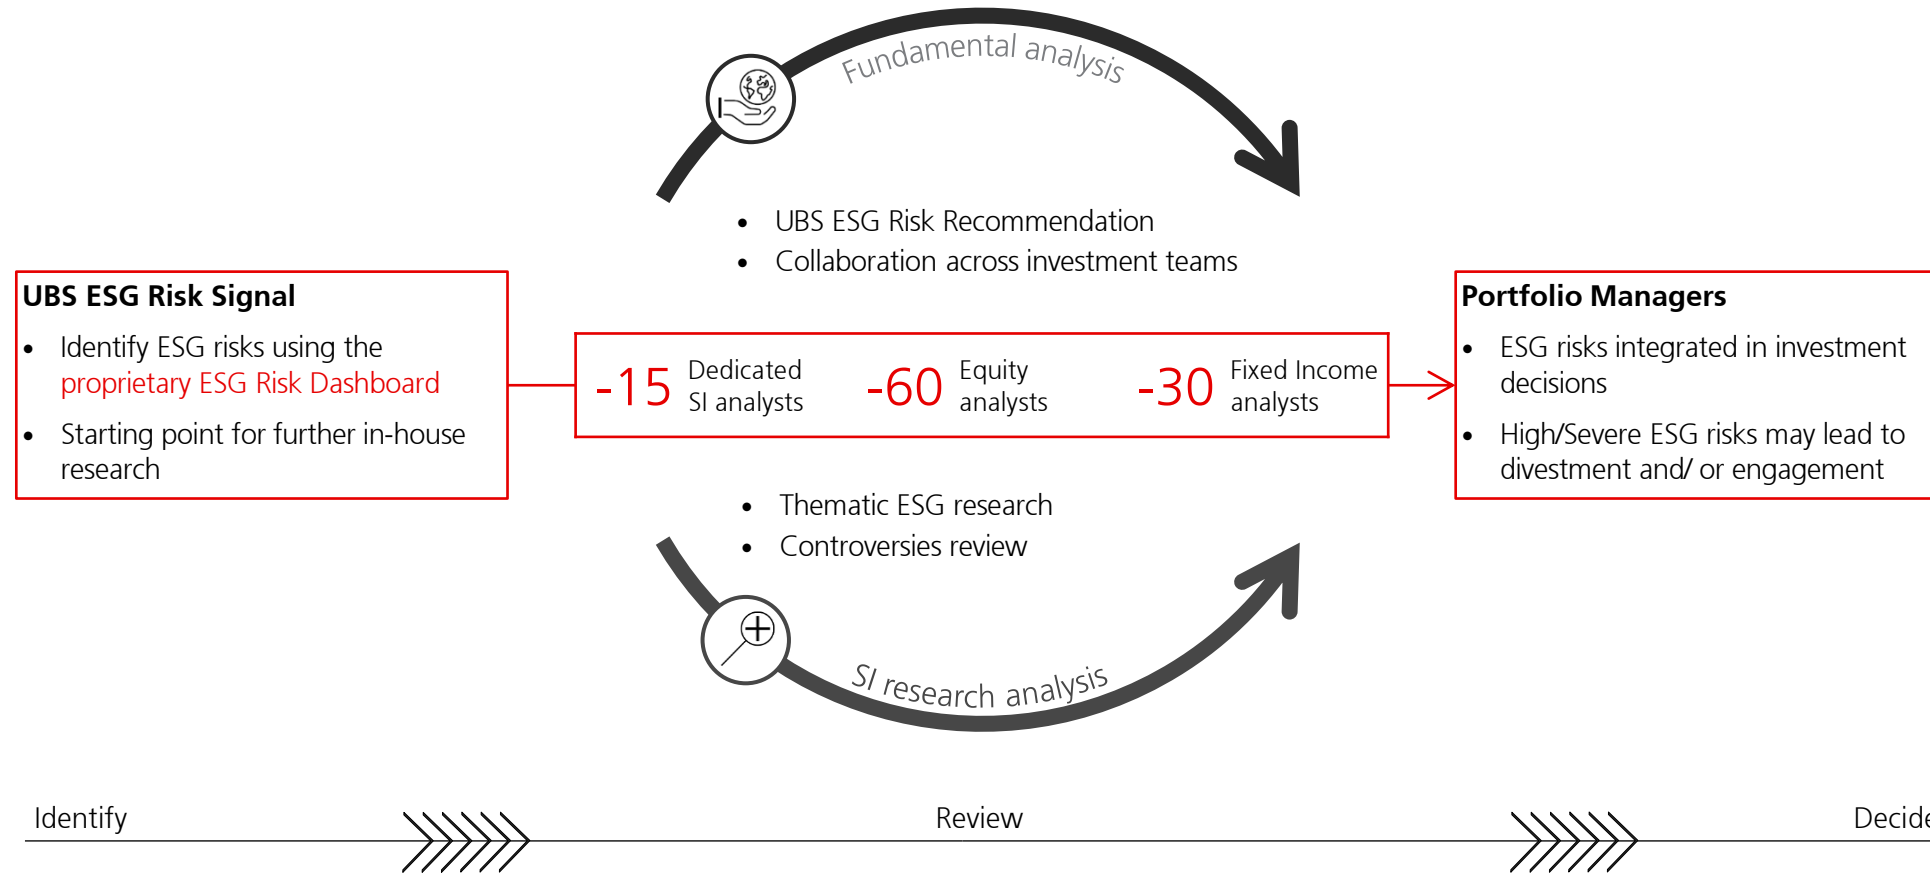 Fundamental analysis
• UBS ESG Risk Recommendation
• Collaboration across investment teams
UBS ESG Risk Signal
• Identify ESG risks using the
proprietary ESG Risk Dashboard
• Starting point for further in-house
research
-15 Dedicated
SI analysts
-60 Equity
analysts
-30 Fixed Income
analysts
Portfolio Managers
• ESG risks integrated in investment
decisions
• High/Severe ESG risks may lead to
divestment and/ or engagement
• Thematic ESG research
• Controversies review
SI research analysis
Identify
Review
Decide